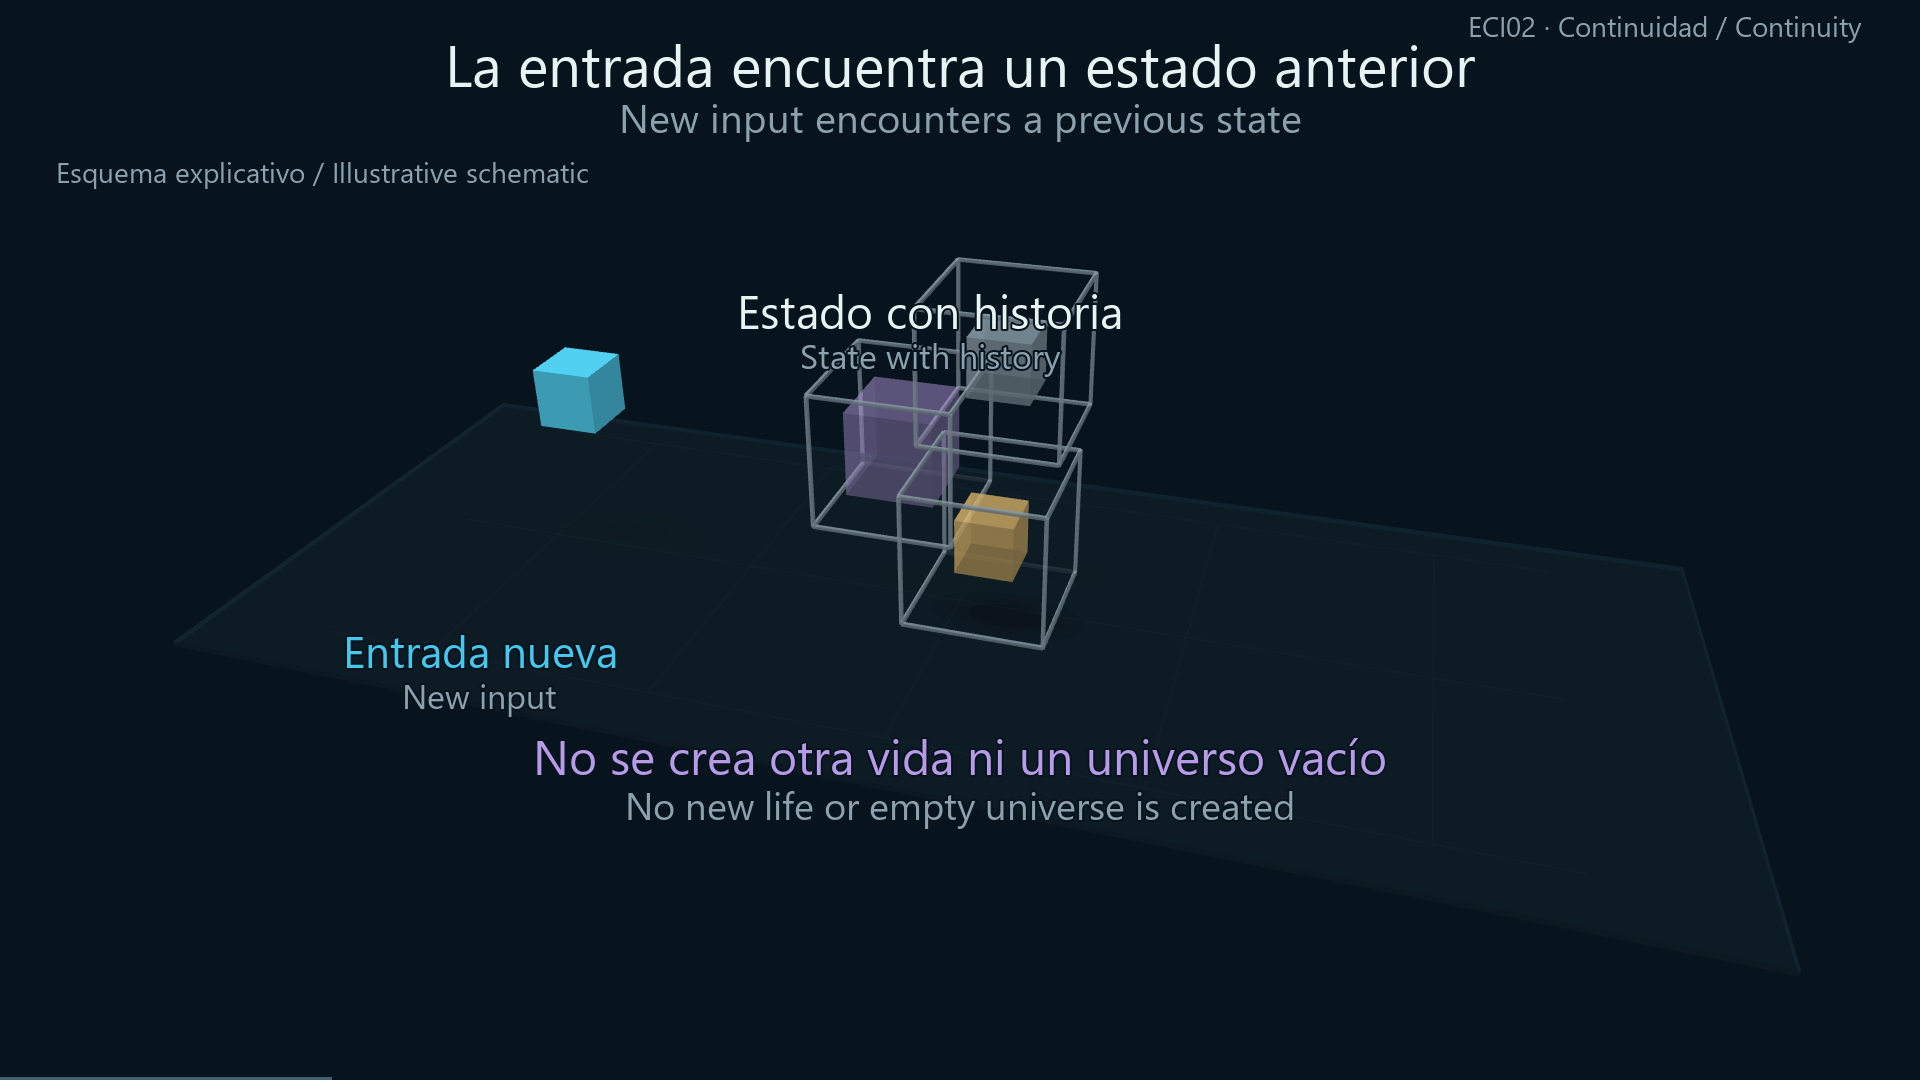 ECI02 · Continuidad / Continuity
La entrada encuentra un estado anterior
New input encounters a previous state
Esquema explicativo / Illustrative schematic
Estado con historia
State with history
Entrada nueva
New input
No se crea otra vida ni un universo vacío
No new life or empty universe is created